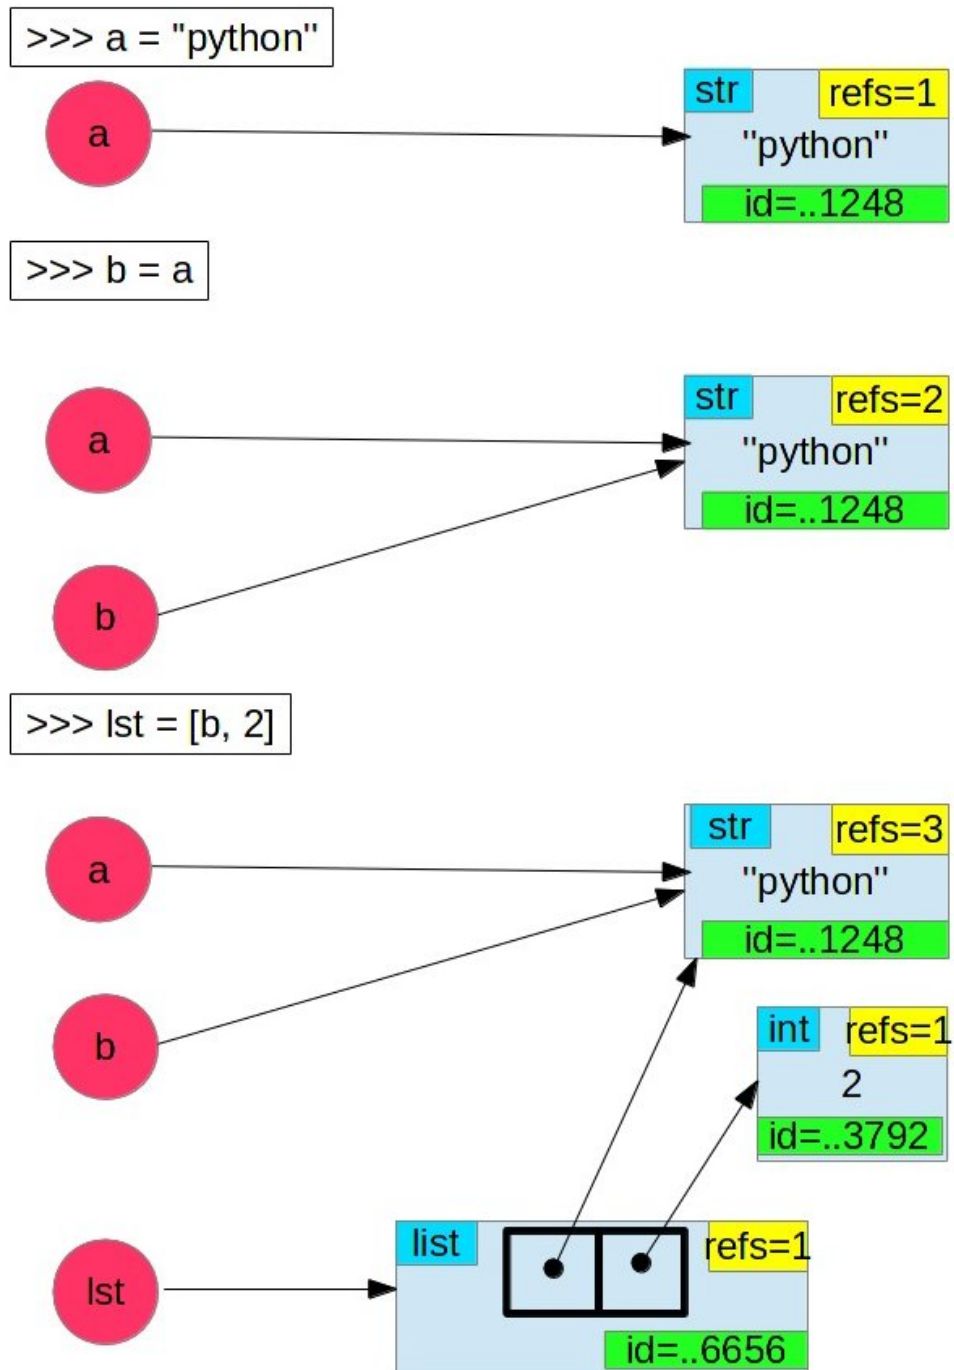 >>> a = "python"
a
str
refs=1
"python"
id=..1248
>>> b = a
a
str
refs=2
"python"
id=..1248
b
>>> lst = [b, 2]
a
str
refs=3
"python"
id=..1248
b
int
refs=1
2
id=..3792
lst
list
refs=1
id=..6656